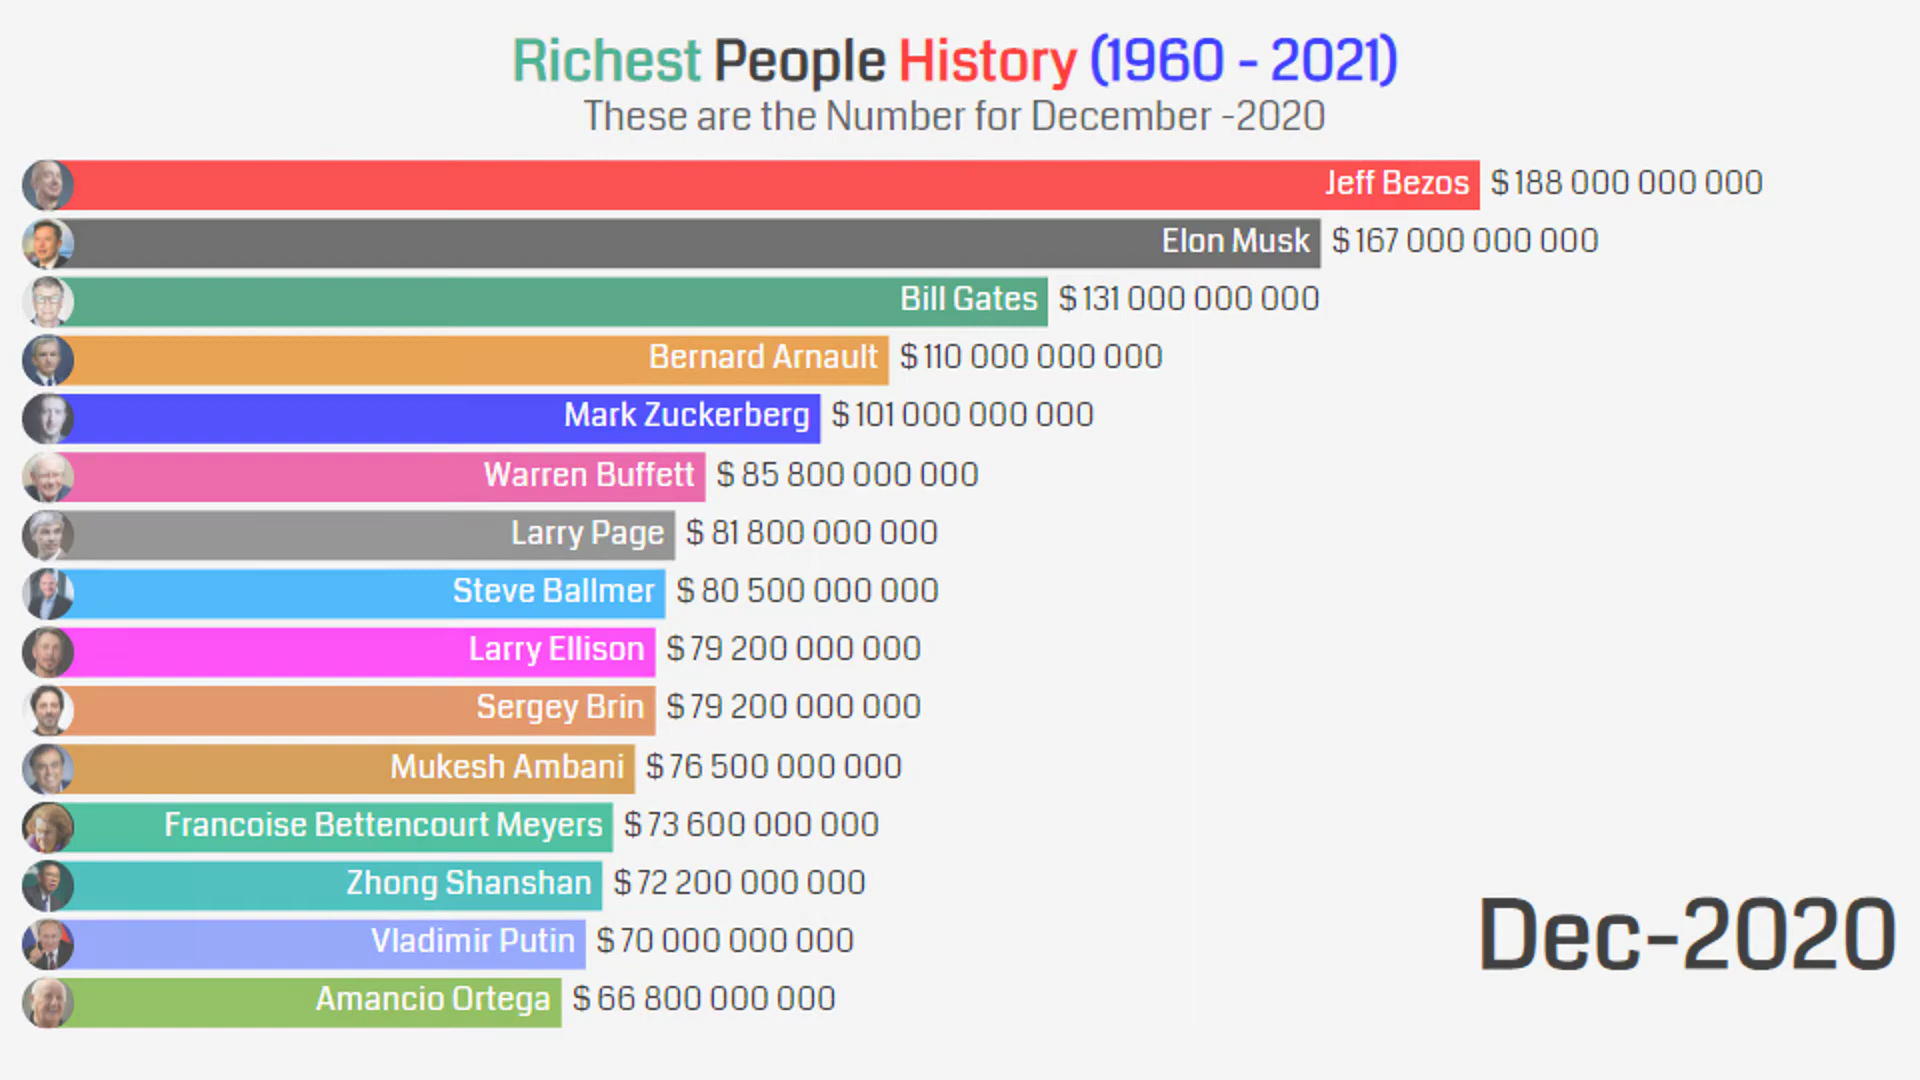 Richest People History (1960 - 2021)
These are the Number for December -2020
Jeff Bezos $ 188 000 000 000
Elon Musk $ 167 000 000 000
Bill Gates $ 131 000 000 000
Bernard Arnault $ 110 000 000 000
Mark Zuckerberg $ 101 000 000 000
Warren Buffett $ 85 800 000 000
Larry Page $ 81 800 000 000
Steve Ballmer $ 80 500 000 000
Larry Ellison $ 79 200 000 000
Sergey Brin $ 79 200 000 000
Mukesh Ambani $ 76 500 000 000
Francoise Bettencourt Meyers $ 73 600 000 000
Zhong Shanshan $ 72 200 000 000
Vladimir Putin $ 70 000 000 000
Amancio Ortega $ 66 800 000 000
Dec-2020